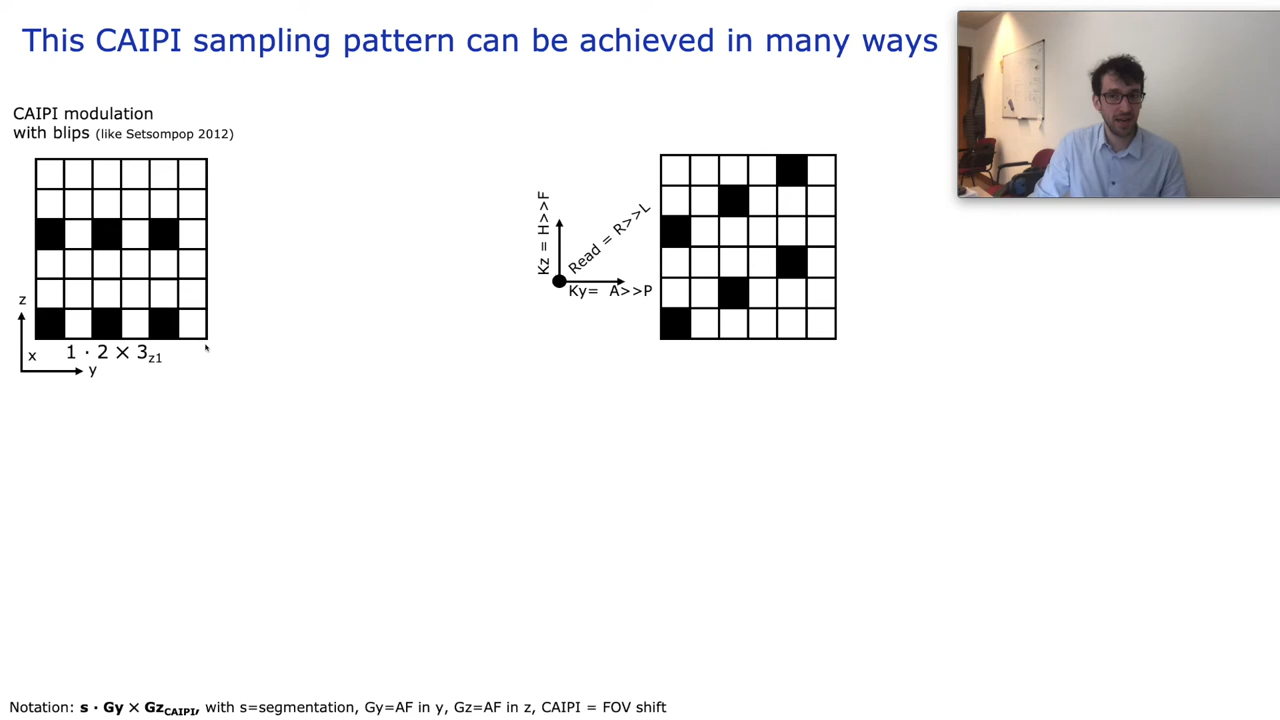 This CAIPI sampling pattern can be achieved in many ways
CAIPI modulation
with blips (like Setsompop 2012)
z
x
y
1 · 2 × 3z1
Kz = H>>F
Read = R>>L
Ky= A>>P
Notation: s · Gy × GzCAIPI, with s=segmentation, Gy=AF in y, Gz=AF in z, CAIPI = FOV shift